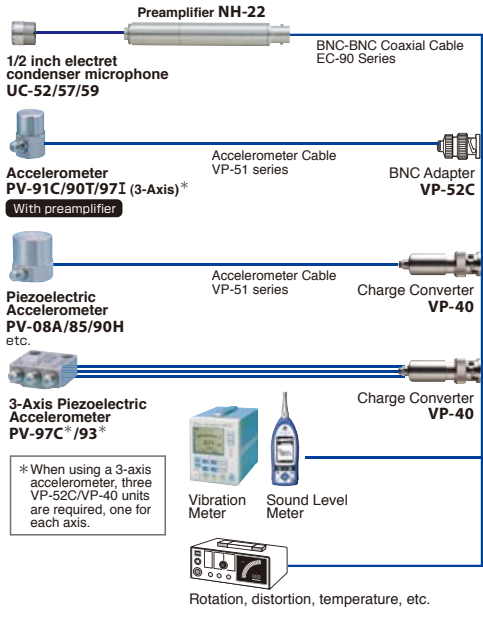 Preamplifier NH-22
BNC-BNC Coaxial Cable
EC-90 Series
1/2 inch electret
condenser microphone
UC-52/57/59
Accelerometer Cable
VP-51 series
BNC Adapter
VP-52C
Accelerometer
PV-91C/90T/97I (3-Axis)*
With preamplifier
Accelerometer Cable
VP-51 series
Charge Converter
VP-40
Piezoelectric
Accelerometer
PV-08A/85/90H
etc.
Charge Converter
VP-40
3-Axis Piezoelectric
Accelerometer
PV-97C*/93*
*When using a 3-axis
accelerometer, three
VP-52C/VP-40 units
are required, one for
each axis.
Vibration
Meter
Sound Level
Meter
Rotation, distortion, temperature, etc.